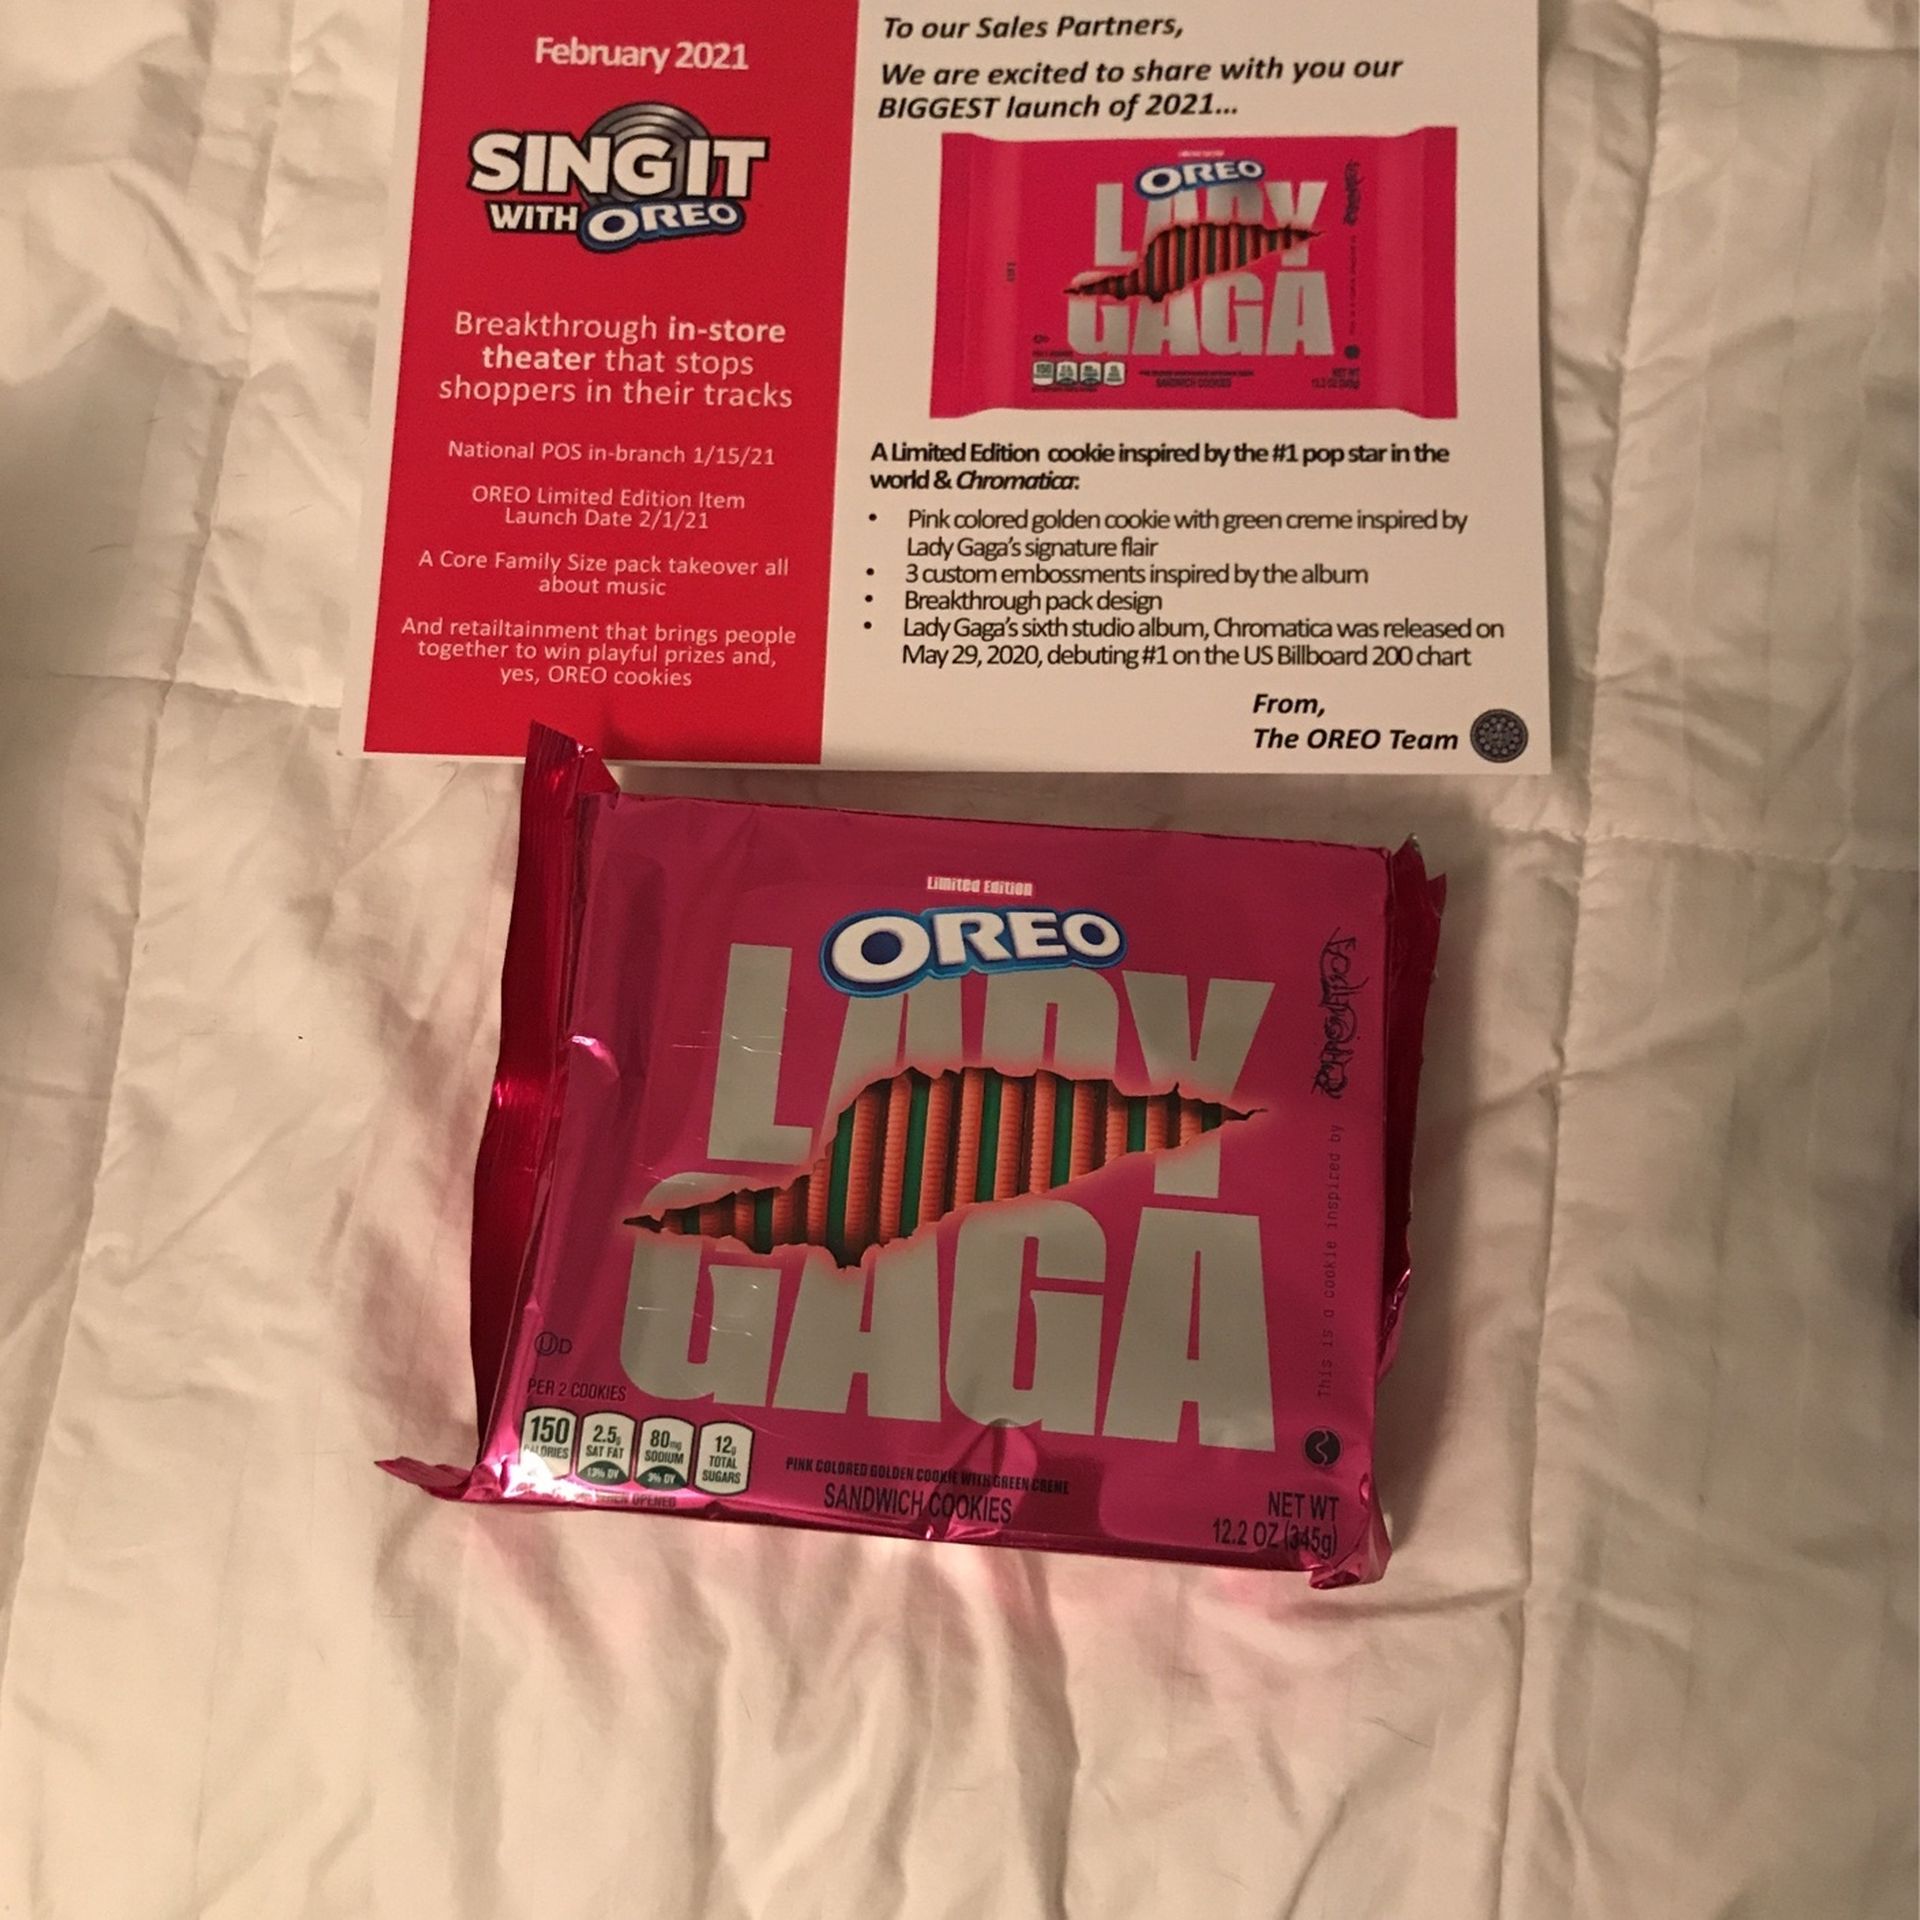 February 2021
SING IT
WITH OREO
Breakthrough in-store
theater that stops
shoppers in their tracks
National POS in-branch 1/15/21
OREO Limited Edition Item
Launch Date 2/1/21
A Core Family Size pack takeover all
about music
And retailtainment that brings people
together to win playful prizes and,
yes, OREO cookies
To our Sales Partners,
We are excited to share with you our
BIGGEST launch of 2021...
OREO
LADY
GAGA
SANDWICH COOKIES
NET WT
A Limited Edition cookie inspired by the #1 pop star in the
world & Chromatica:
• Pink colored golden cookie with green creme inspired by
Lady Gaga's signature flair
• 3 custom embossments inspired by the album
• Breakthrough pack design
• Lady Gaga's sixth studio album, Chromatica was released on
May 29, 2020, debuting #1 on the US Billboard 200 chart
From,
The OREO Team
Limited Edition
OREO
LADY
GAGA
This is a cookie inspired by CHROMATICA
UD
PER 2 COOKIES
150 CALORIES
2.5g SAT FAT 13% DV
80mg SODIUM 3% DV
12g TOTAL SUGARS
WHEN OPENED
PINK COLORED GOLDEN COOKIE WITH GREEN CREME
SANDWICH COOKIES
NET WT
12.2 OZ (345g)